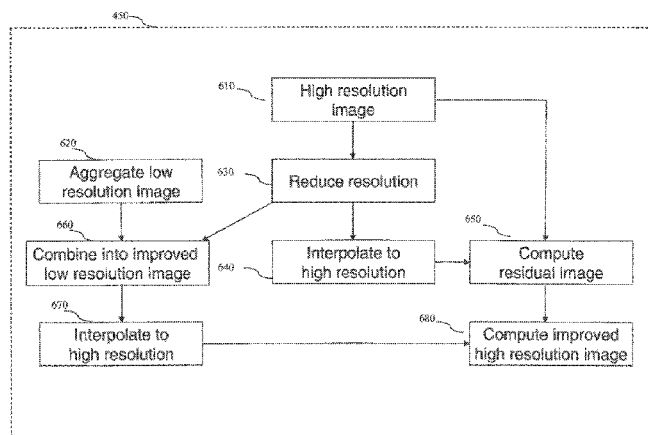 450
610
High resolution
Image
620
Aggregate low
resolution image
630
Reduce resolution
660
Combine into improved
low resolution image
640
Interpolate to
high resolution
650
Compute
residual image
670
Interpolate to
high resolution
680
Compute improved
high resolution image